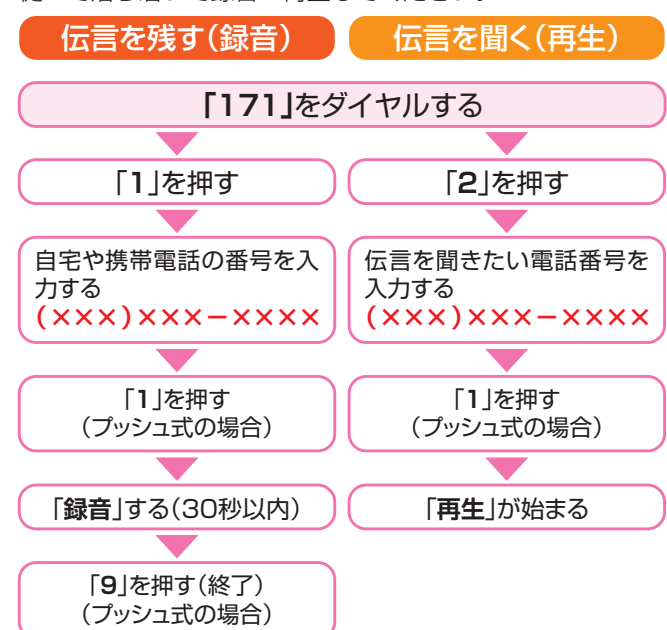 伝言を残す(録音)
伝言を聞く(再生)
「171」をダイヤルする
「1」を押す
「2」を押す
自宅や携帯電話の番号を入
力する
(×××)×××−××××
伝言を聞きたい電話番号を
入力する
(×××)×××−××××
「1」を押す
(プッシュ式の場合)
「1」を押す
(プッシュ式の場合)
「録音」する(30秒以内)
「再生」が始まる
「9」を押す(終了)
(プッシュ式の場合)